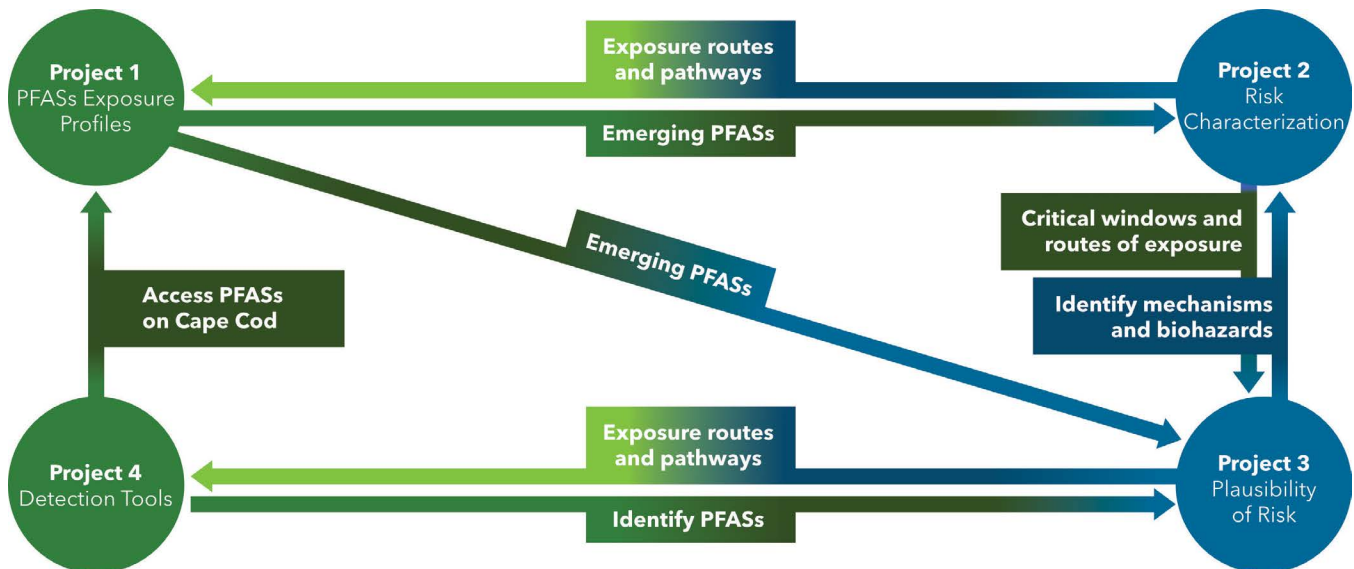 Project 1
PFASs Exposure
Profiles
Exposure routes
and pathways
Emerging PFASs
Project 2
Risk
Characterization
Emerging PFASs
Critical windows and
routes of exposure
Identify mechanisms
and biohazards
Access PFASs
on Cape Cod
Project 4
Detection Tools
Exposure routes
and pathways
Identify PFASs
Project 3
Plausibility
of Risk